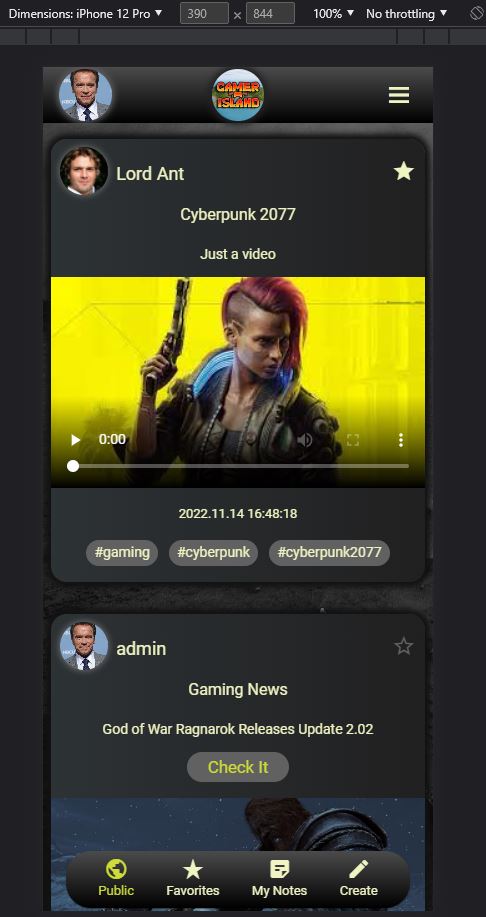 Dimensions: iPhone 12 Pro ▼ 390 × 844 100% ▼ No throttling ▼
GAMER
ISLAND
Lord Ant
Cyberpunk 2077
Just a video
0:00
2022.11.14 16:48:18
#gaming #cyberpunk #cyberpunk2077
admin
Gaming News
God of War Ragnarok Releases Update 2.02
Check It
Public Favorites My Notes Create